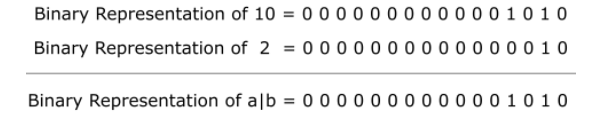 Binary Representation of 10 = 0 0 0 0 0 0 0 0 0 0 0 0 1 0 1 0
Binary Representation of 2 = 0 0 0 0 0 0 0 0 0 0 0 0 0 0 1 0
Binary Representation of a|b = 0 0 0 0 0 0 0 0 0 0 0 0 1 0 1 0